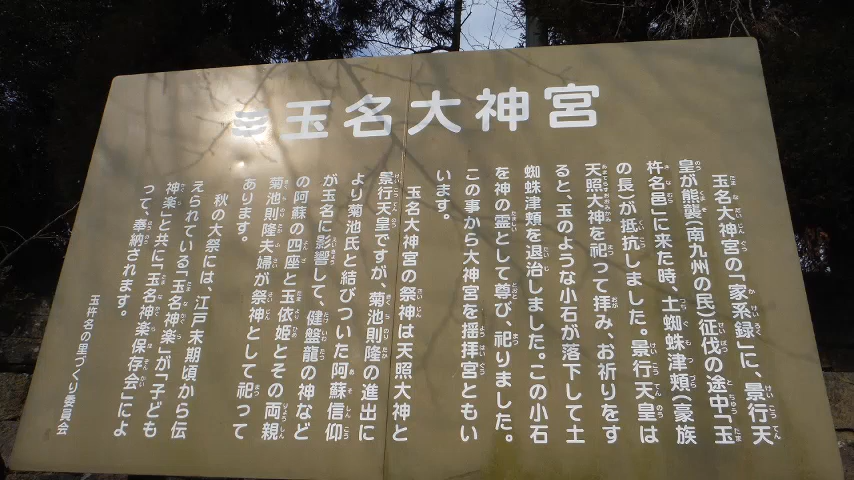 玉名大神宮
玉名大神宮の「家系録」に、景行天
皇が熊襲(南九州の民)征伐の途中「玉
杵名邑」に来た時、土蜘蛛津頬(豪族
の長)が抵抗しました。景行天皇は
天照大神を祀って拝み、お祈りをす
ると、玉のような小石が落下して土
蜘蛛津頬を退治しました。この小石
を神の霊として尊び、祀りました。
この事から大神宮を揺拝宮ともい
います。
玉名大神宮の祭神は天照大神と
景行天皇ですが、菊池則隆の進出に
より菊池氏と結びついた阿蘇信仰
が玉名に影響して、健盤龍の神など
の阿蘇の四座と玉依姫とその両親
菊池則隆夫婦が祭神として祀って
あります。
秋の大祭には、江戸末期頃から伝
えられている「玉名神楽」が「子ども
神楽」と共に「玉名神楽保存会」によ
って、奉納されます。
玉杵名の里づくり委員会